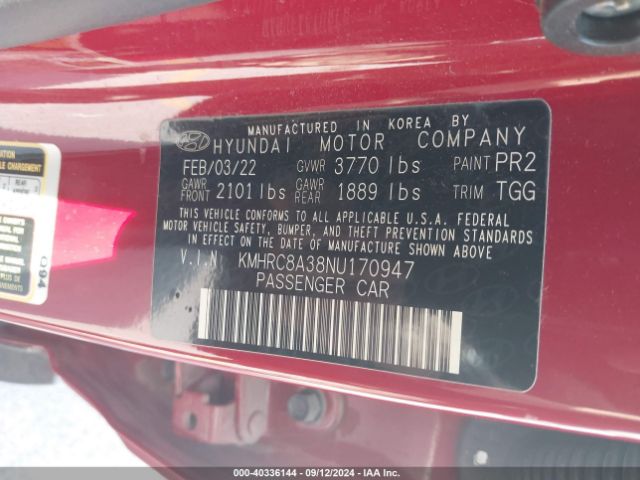 MANUFACTURED IN KOREA BY
HYUNDAI MOTOR COMPANY
FEB/03/22 GVWR 3770 lbs PAINT PR2
GAWR FRONT 2101 lbs GAWR REAR 1889 lbs TRIM TGG
THIS VEHICLE CONFORMS TO ALL APPLICABLE U.S.A. FEDERAL
MOTOR VEHICLE SAFETY, BUMPER, AND THEFT PREVENTION STANDARDS
IN EFFECT ON THE DATE OF MANUFACTURE SHOWN ABOVE.
V.I.N KMHRC8A38NU170947
PASSENGER CAR
REAR
094
000-40336144 - 09/12/2024 - IAA Inc.